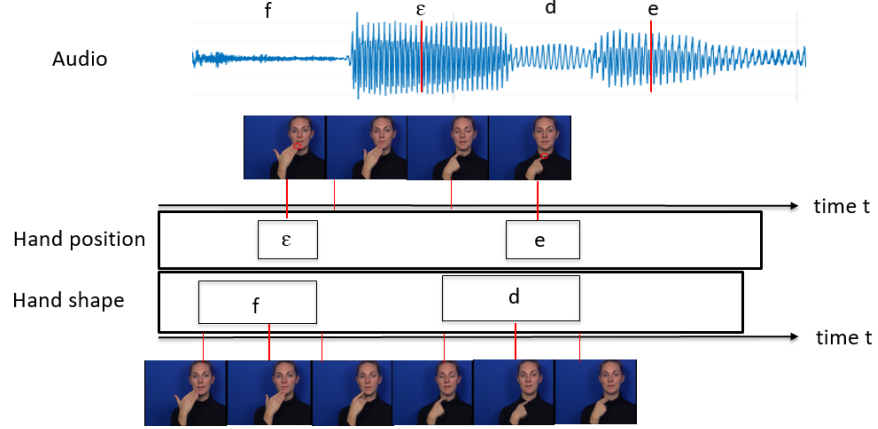 f ε d e
Audio
time t
Hand position ε e
Hand shape f d
time t